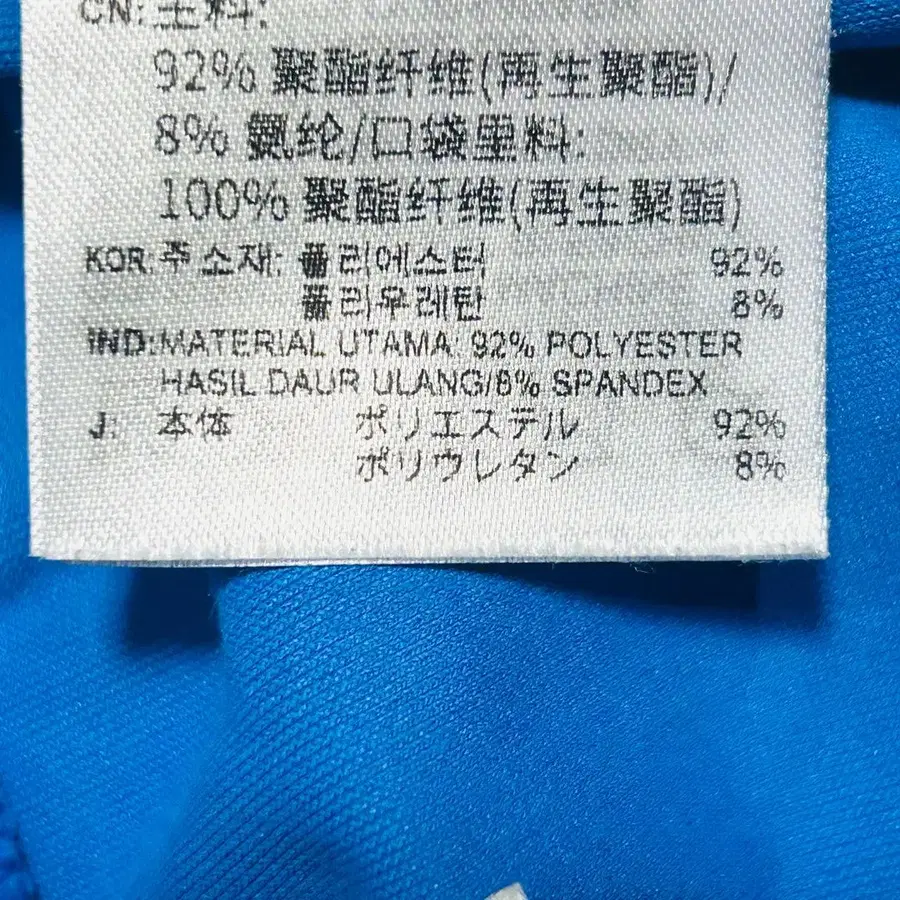 CN: 主料:
92% 聚酯纤维(再生聚酯)/
8% 氨纶/口袋里料:
100% 聚酯纤维(再生聚酯)
KOR: 주 소재: 폴리에스터 92%
폴리우레탄 8%
IND: MATERIAL UTAMA: 92% POLYESTER
HASIL DAUR ULANG/8% SPANDEX
J: 本体 ポリエステル 92%
ポリウレタン 8%